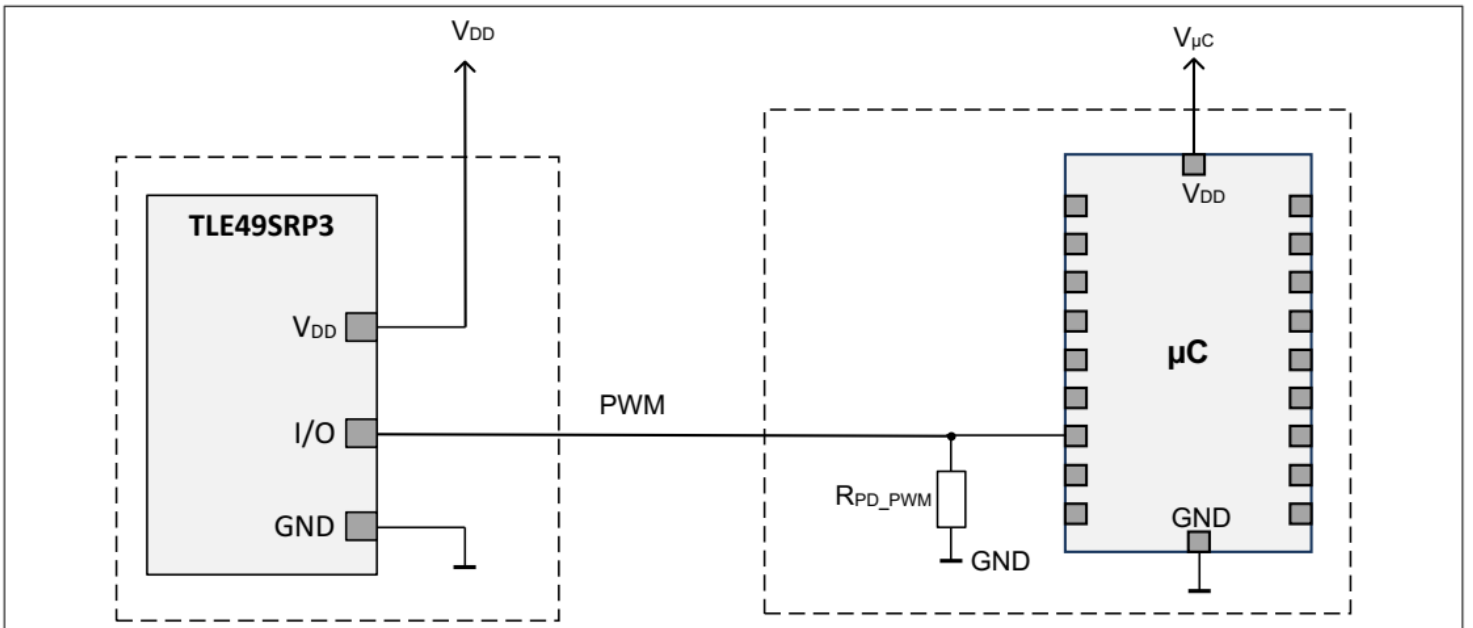 VDD
VµC
TLE49SRP3
VDD
VDD
µC
PWM
I/O
RPD_PWM
GND
GND
GND